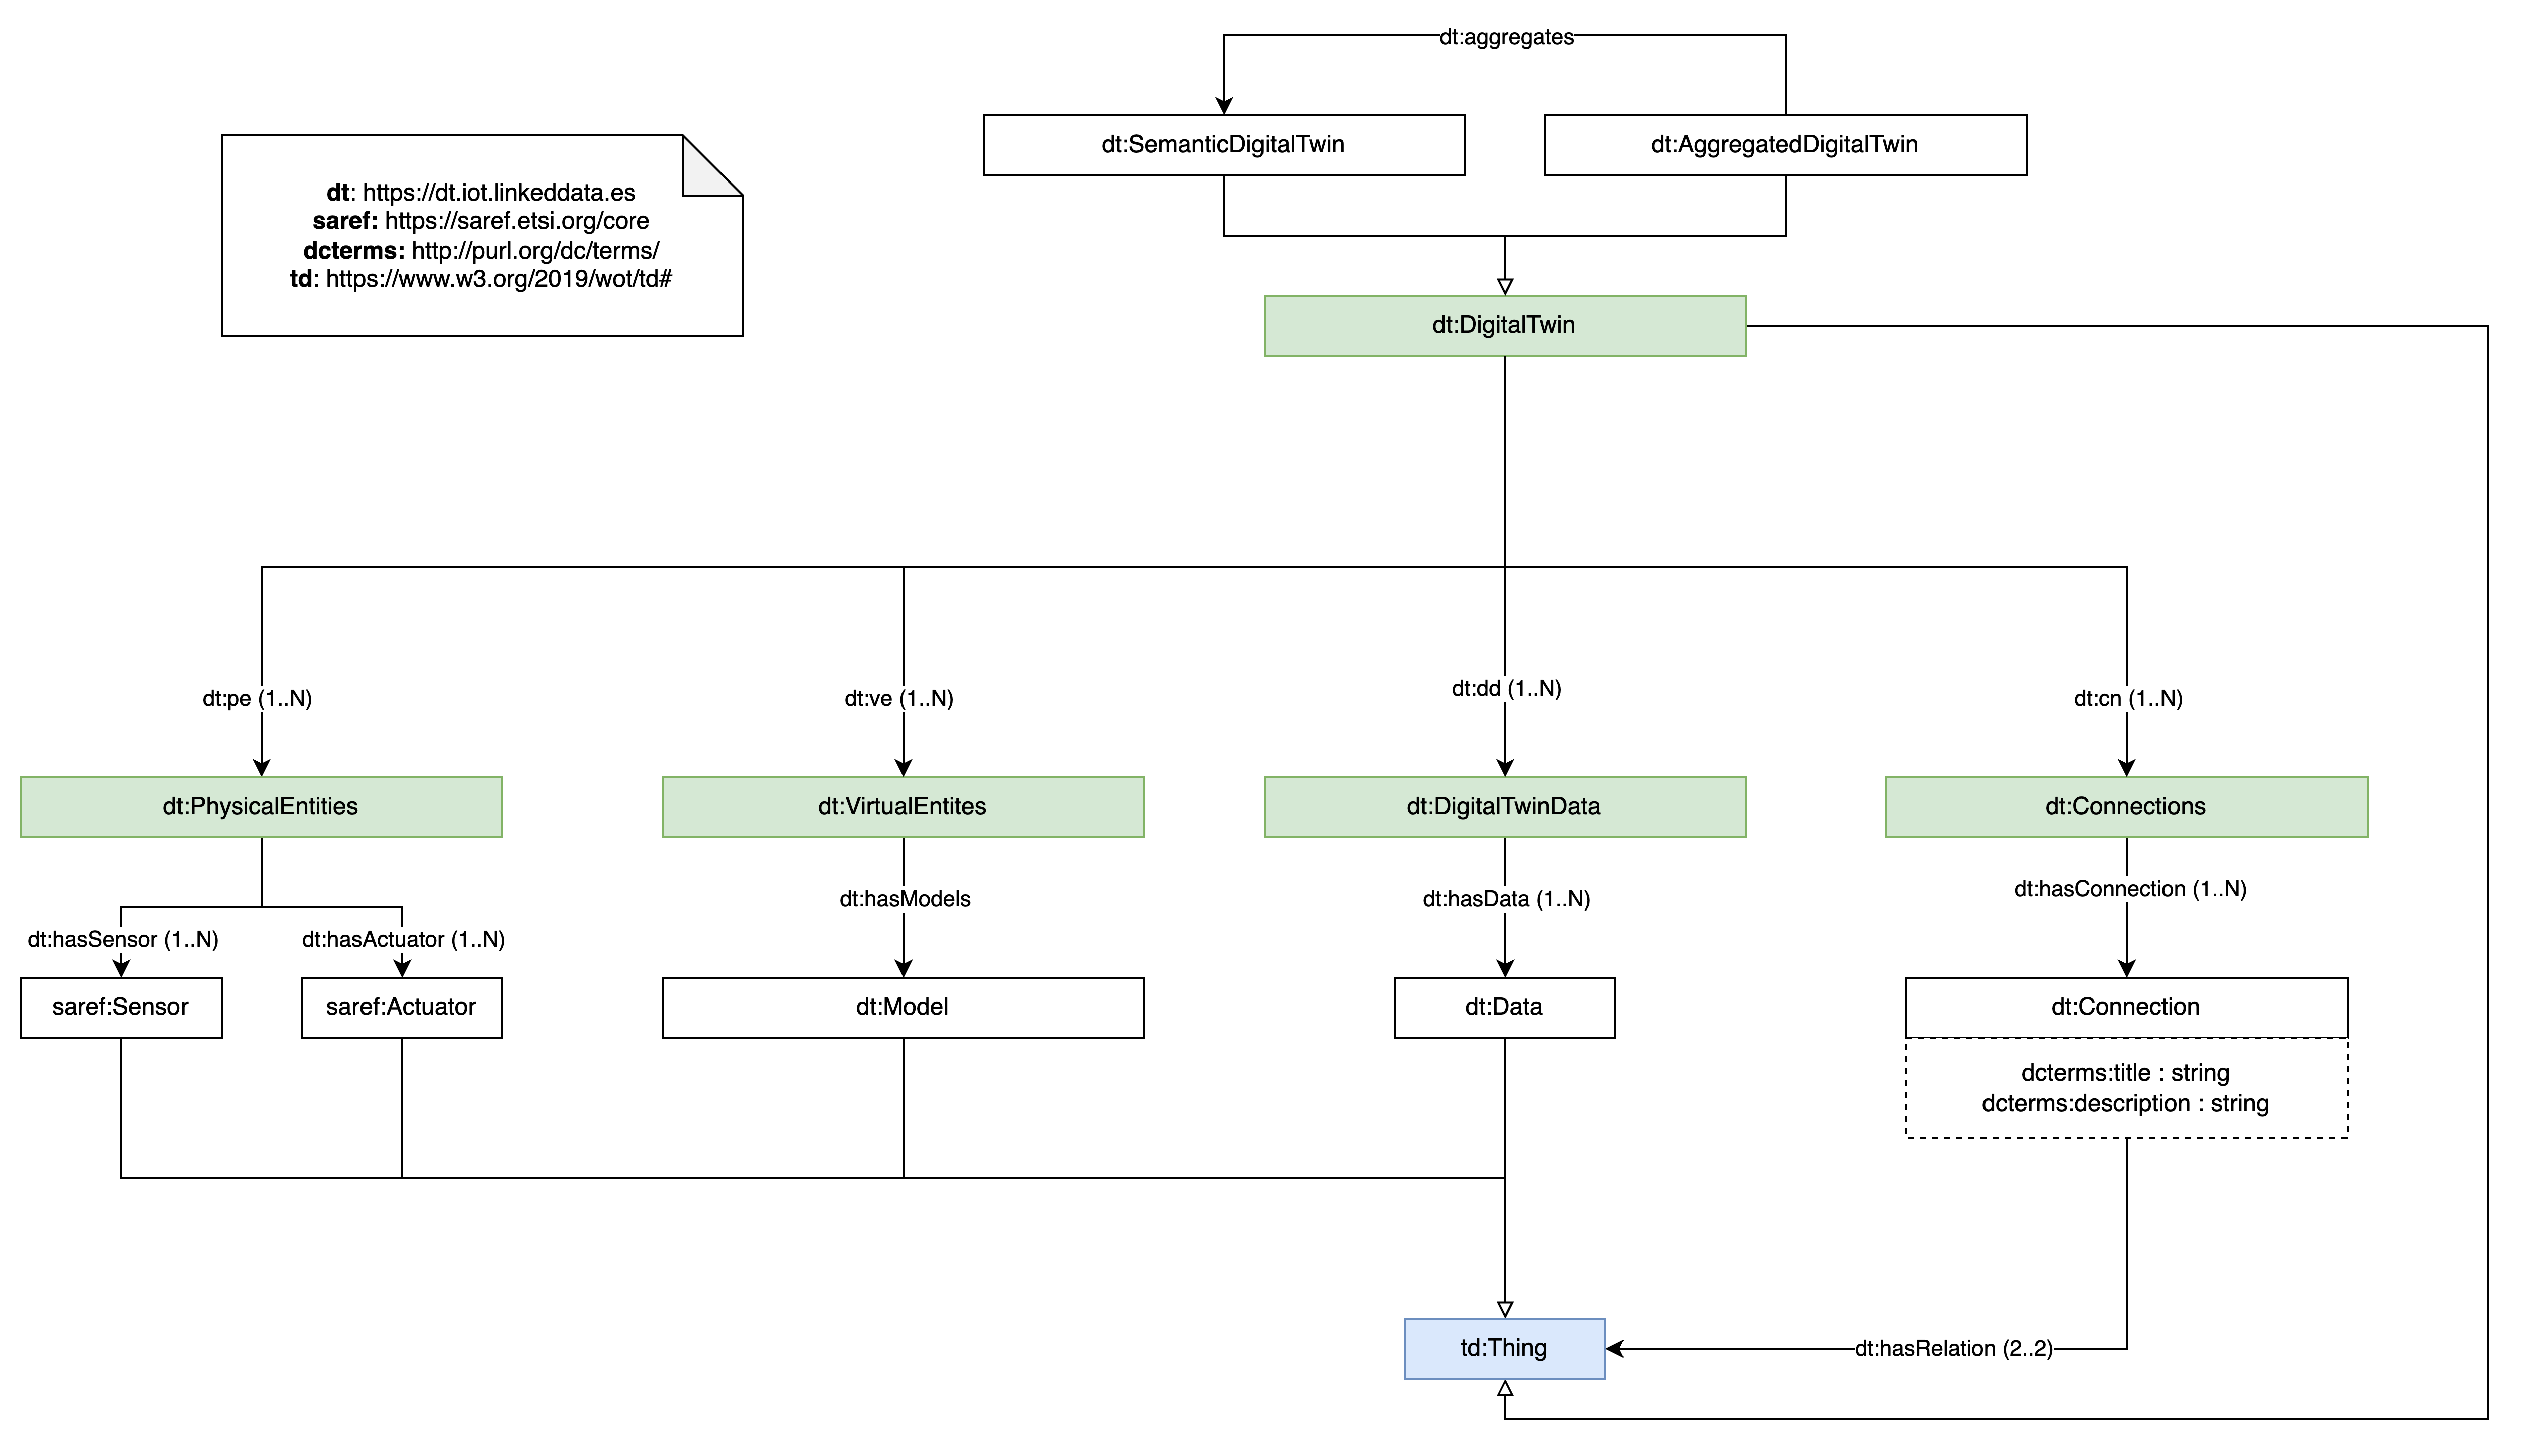 dt:aggregates
dt:SemanticDigitalTwin
dt:AggregatedDigitalTwin
dt: https://dt.iot.linkeddata.es
saref: https://saref.etsi.org/core
dcterms: http://purl.org/dc/terms/
td: https://www.w3.org/2019/wot/td#
dt:DigitalTwin
dt:pe (1..N)
dt:ve (1..N)
dt:dd (1..N)
dt:cn (1..N)
dt:PhysicalEntities
dt:VirtualEntites
dt:DigitalTwinData
dt:Connections
dt:hasSensor (1..N)
dt:hasActuator (1..N)
dt:hasModels
dt:hasData (1..N)
dt:hasConnection (1..N)
saref:Sensor
saref:Actuator
dt:Model
dt:Data
dt:Connection
dcterms:title : string
dcterms:description : string
td:Thing
dt:hasRelation (2..2)